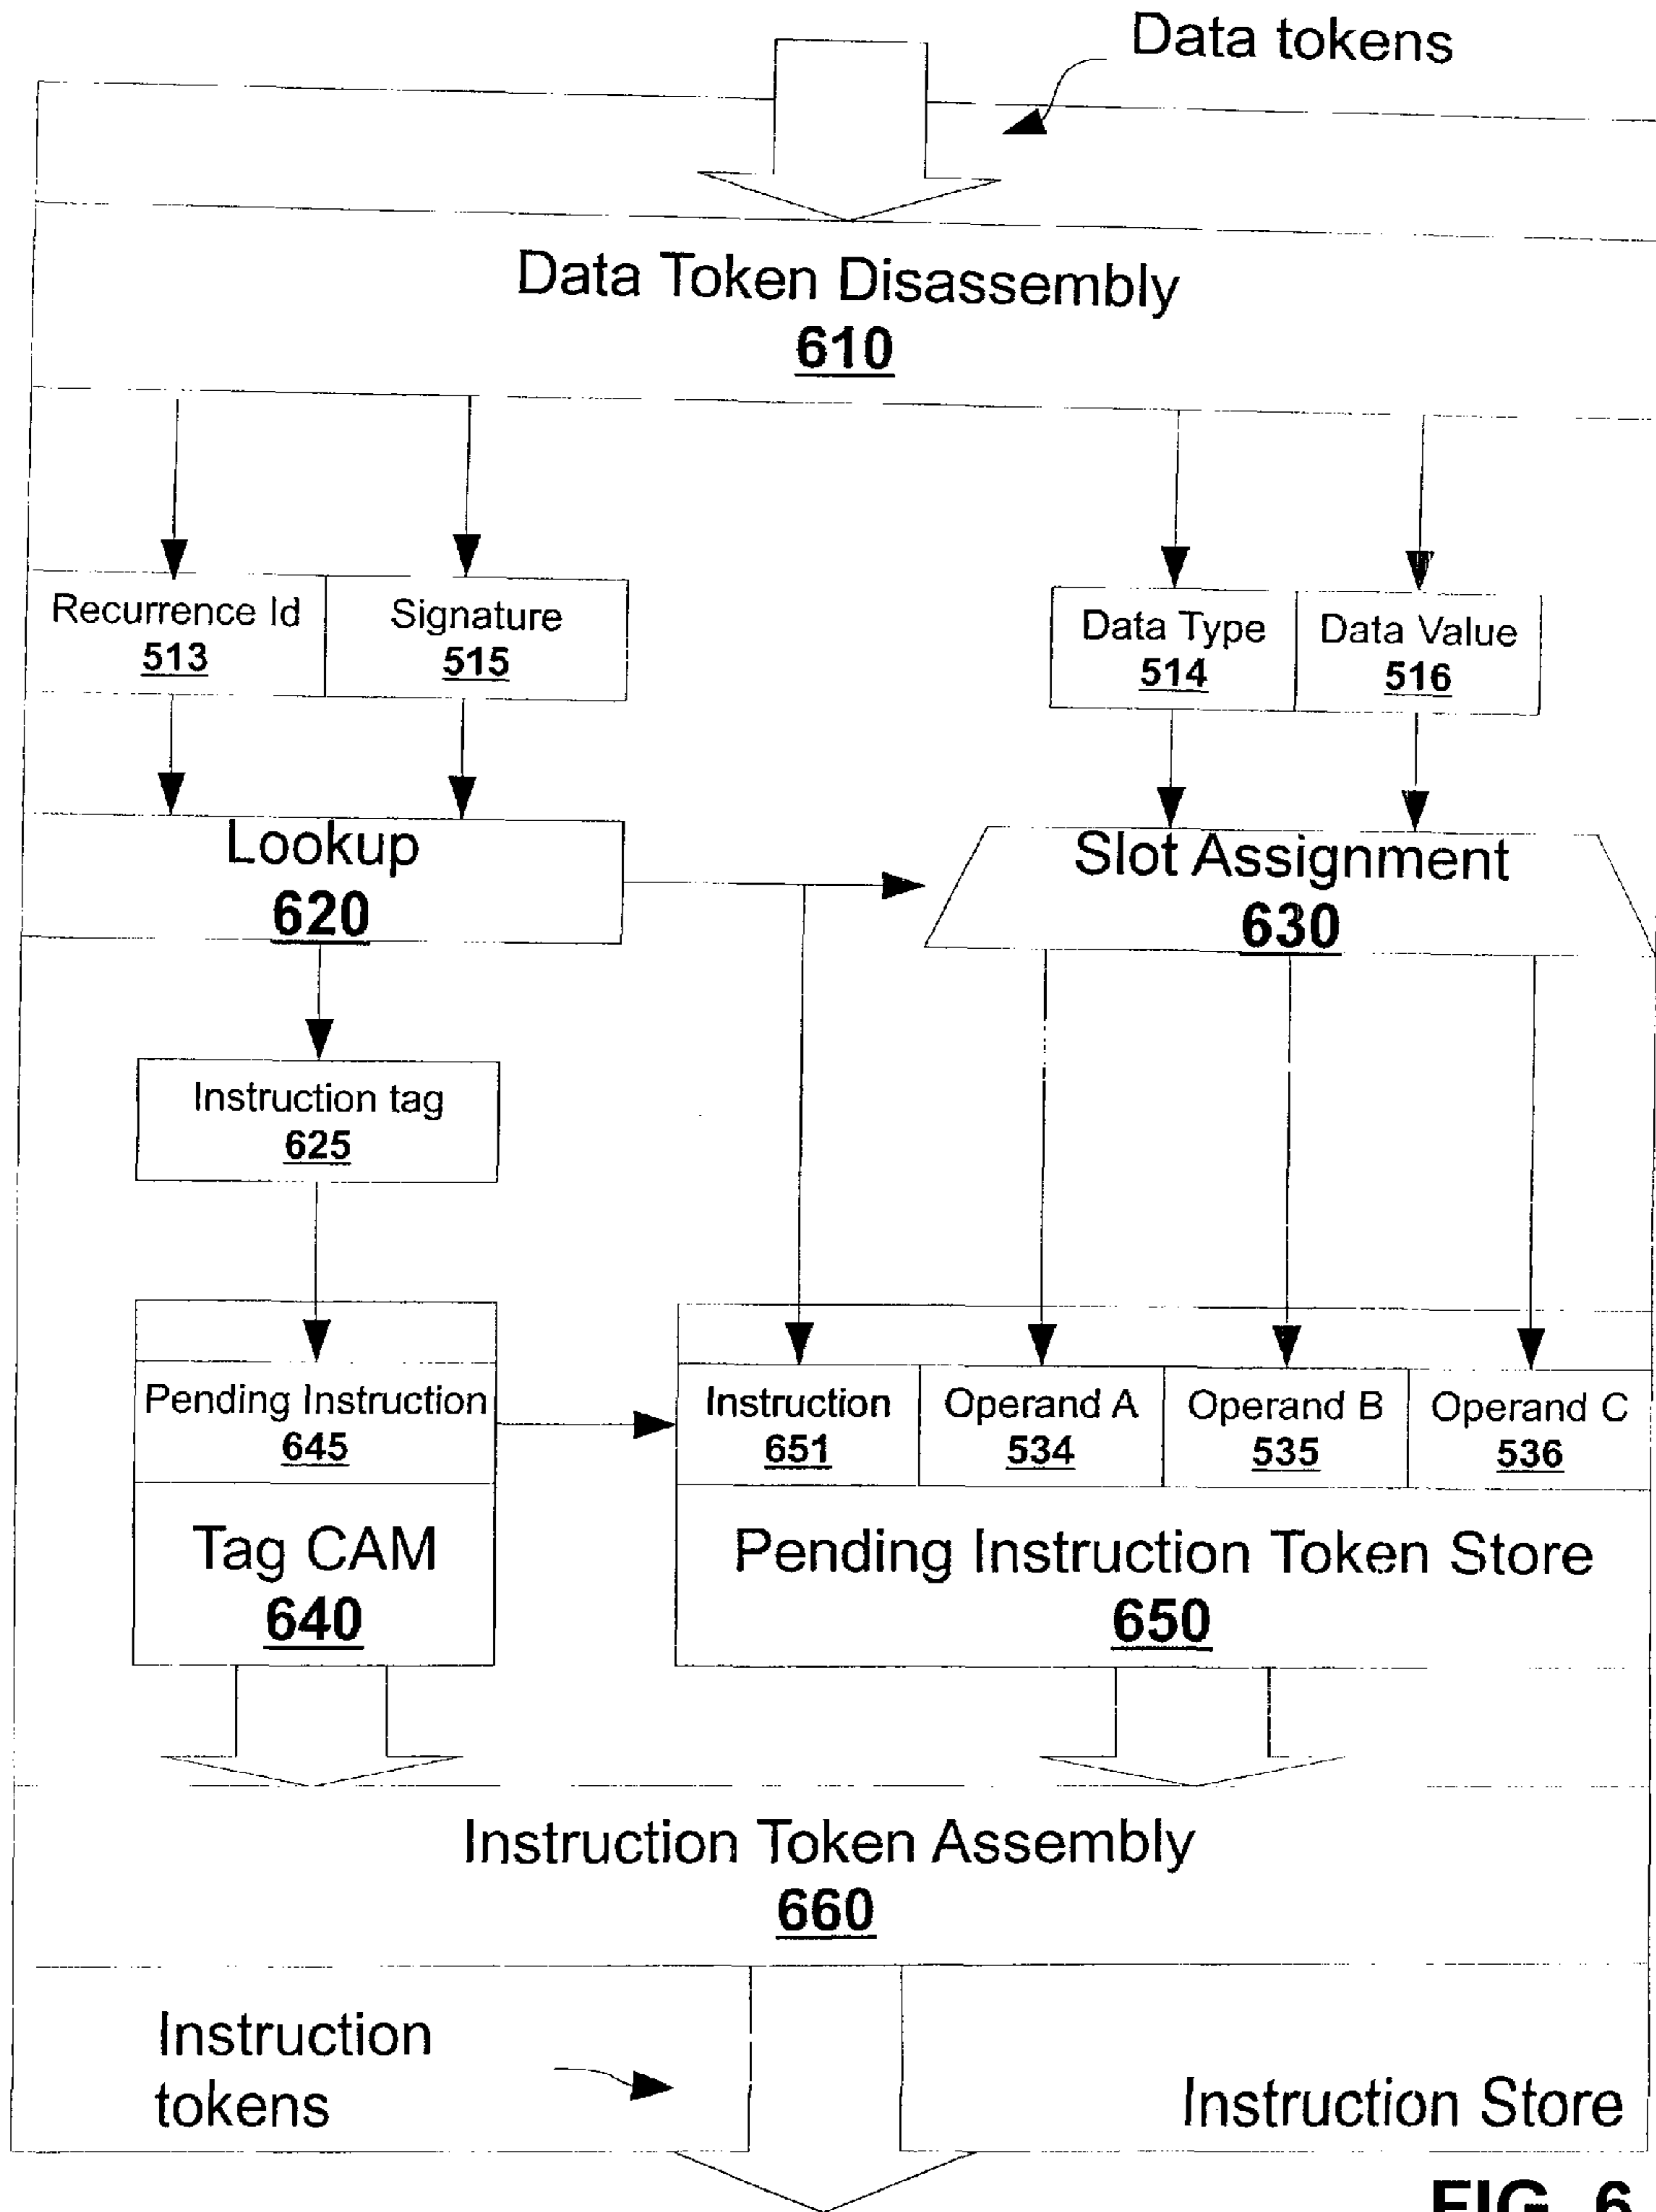 Data tokens
Data Token Disassembly
610
Recurrence Id
513
Signature
515
Data Type
514
Data Value
516
Lookup
620
Slot Assignment
630
Instruction tag
625
Pending Instruction
645
Instruction
651
Operand A
534
Operand B
535
Operand C
536
Tag CAM
640
Pending Instruction Token Store
650
Instruction Token Assembly
660
Instruction
tokens
Instruction Store
FIG. 6